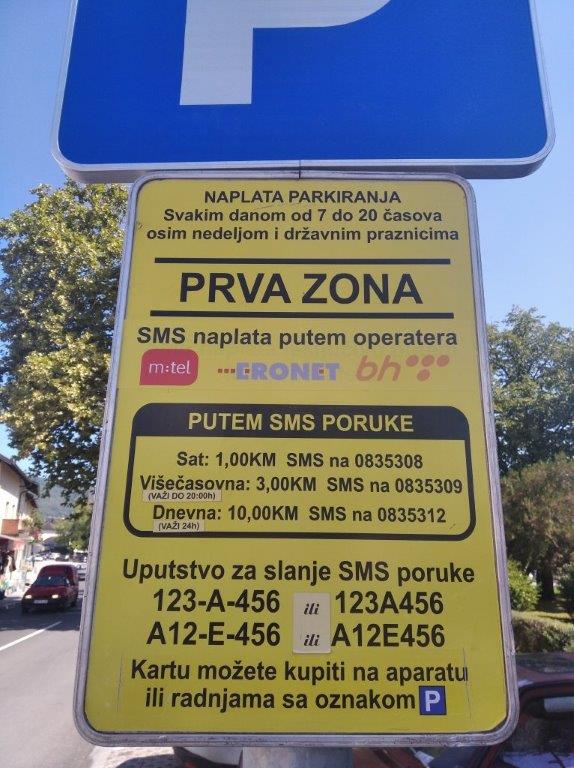 P
NAPLATA PARKIRANJA
Svakim danom od 7 do 20 časova
osim nedeljom i državnim praznicima
PRVA ZONA
SMS naplata putem operatera
m:tel ERONET bh
PUTEM SMS PORUKE
Sat: 1,00KM SMS na 0835308
Višečasovna: 3,00KM SMS na 0835309
(VAŽI DO 20:00h)
Dnevna: 10,00KM SMS na 0835312
(VAŽI 24h)
Uputstvo za slanje SMS poruke
123-A-456 ili 123A456
A12-E-456 ili A12E456
Kartu možete kupiti na aparatu
ili radnjama sa oznakom P